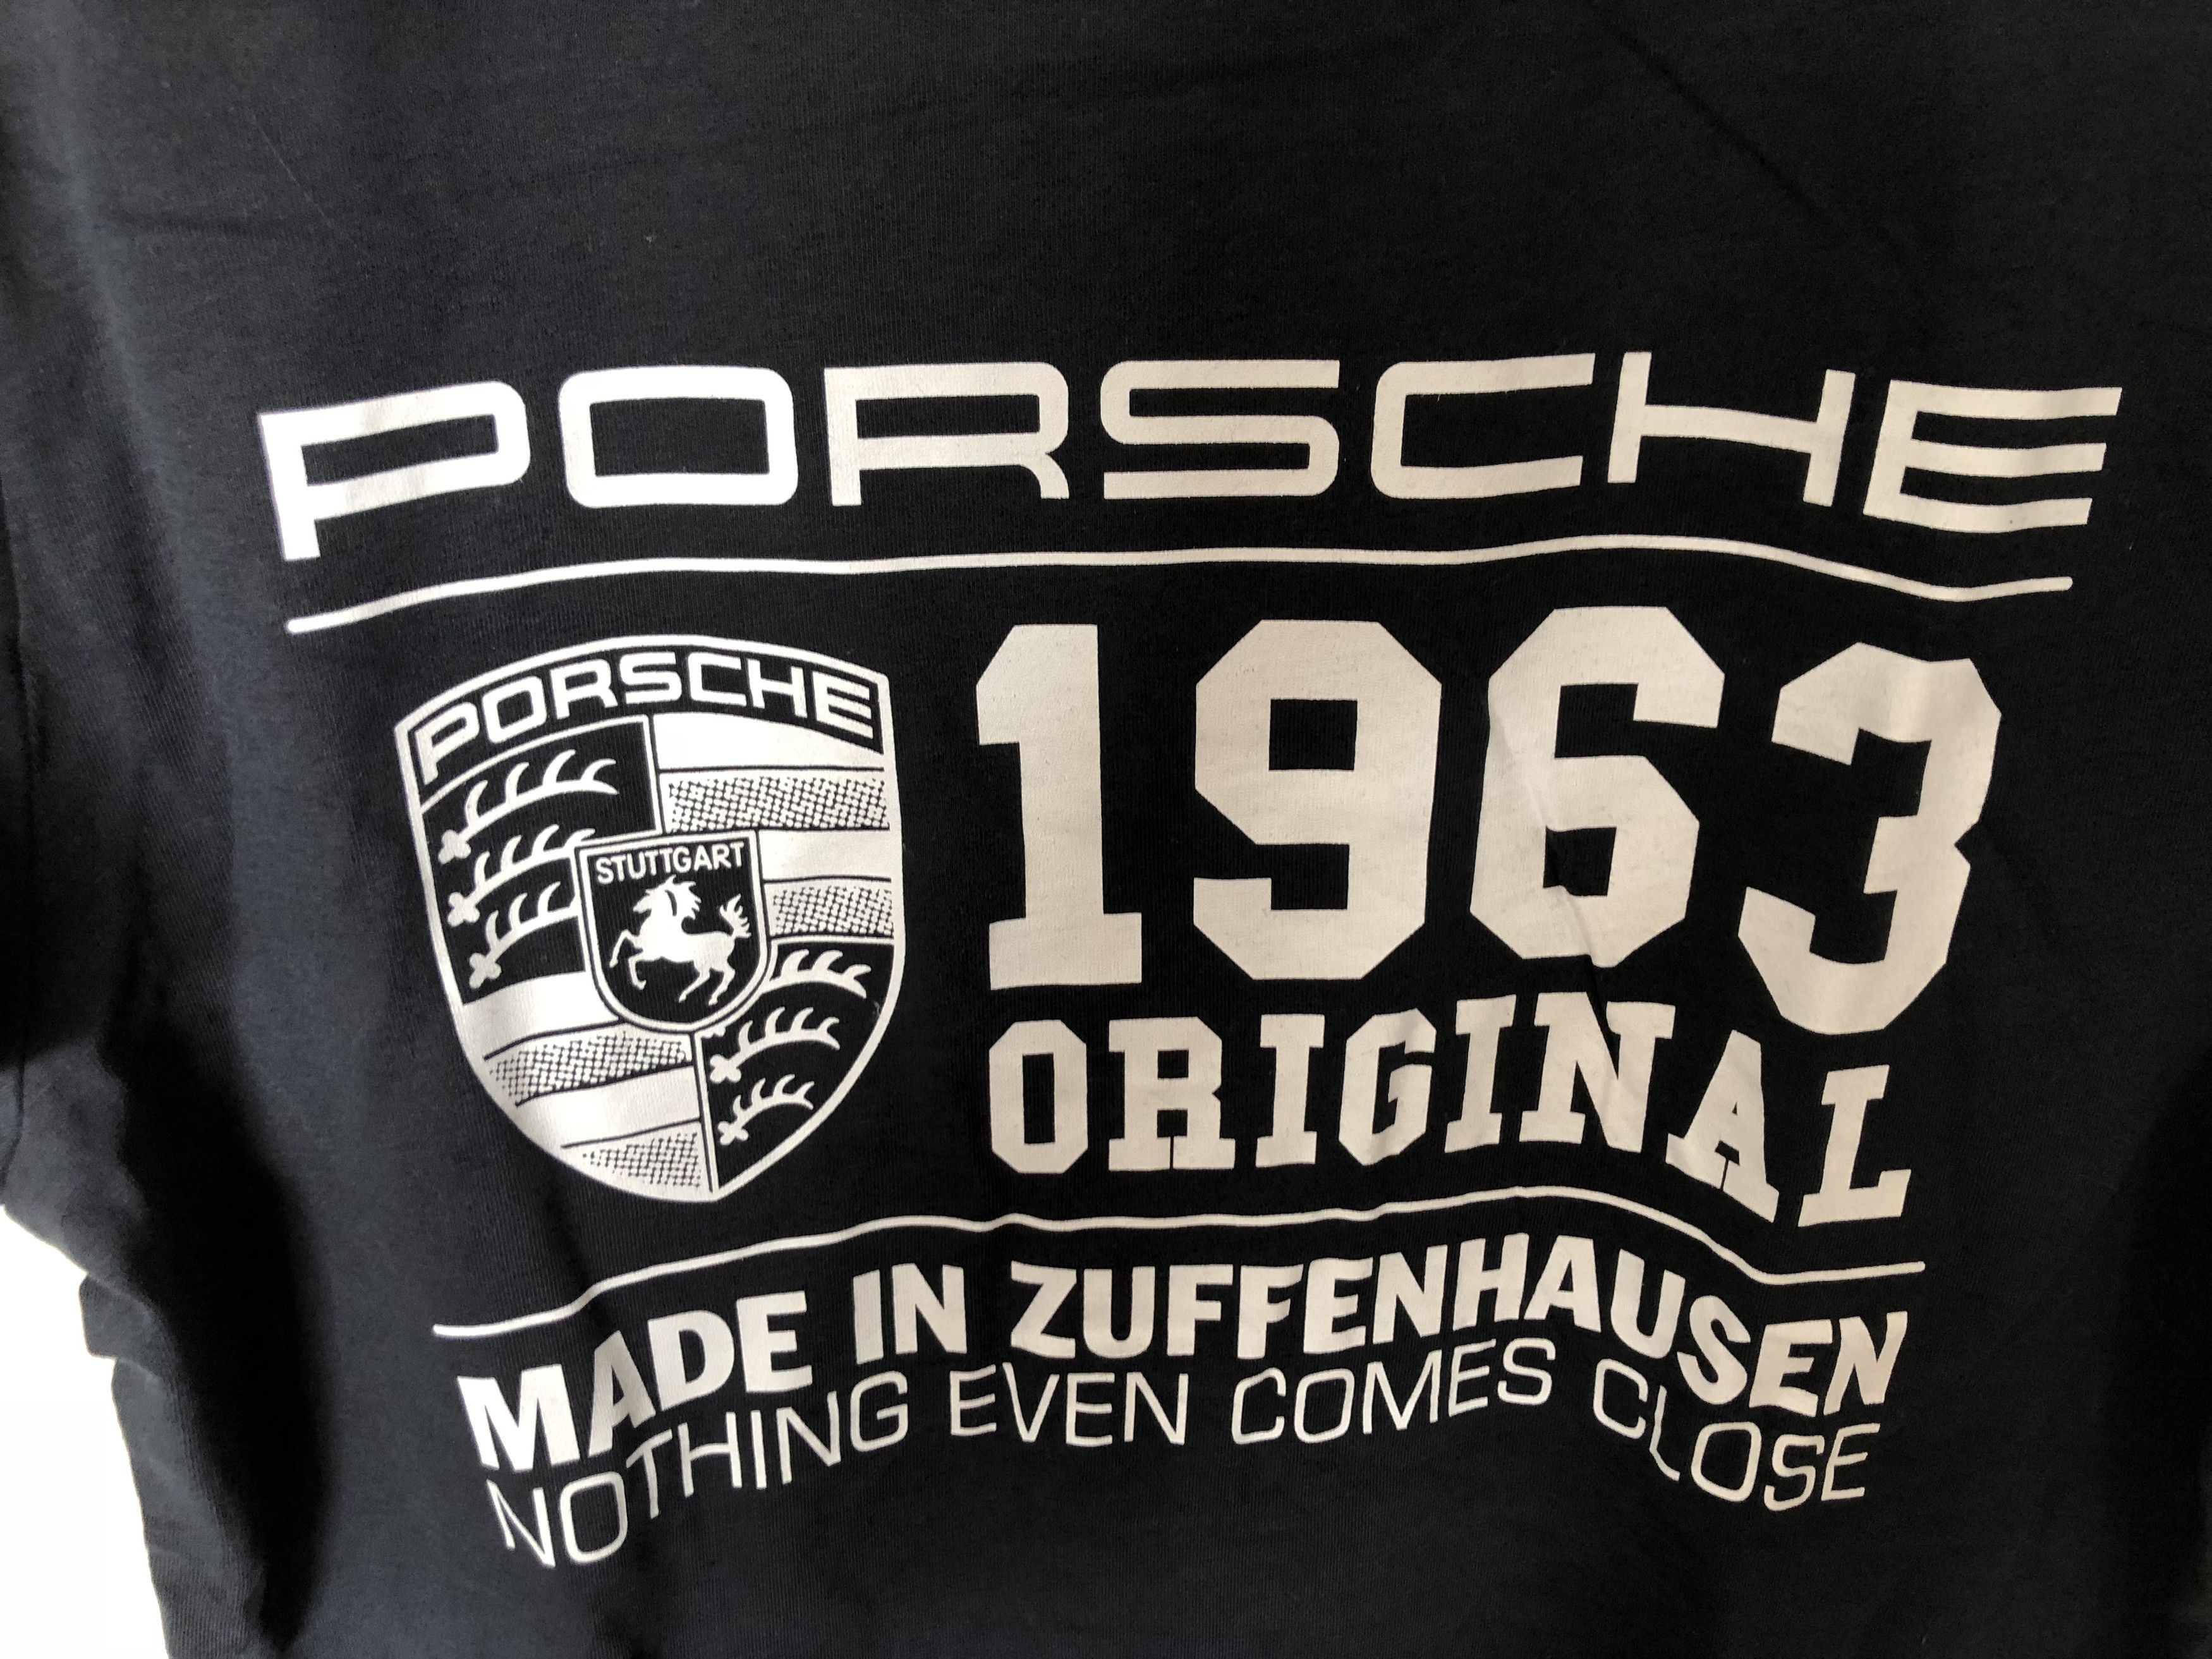 PORSCHE
PORSCHE
STUTTGART
1963
ORIGINAL
MADE IN ZUFFENHAUSEN
NOTHING EVEN COMES CLOSE